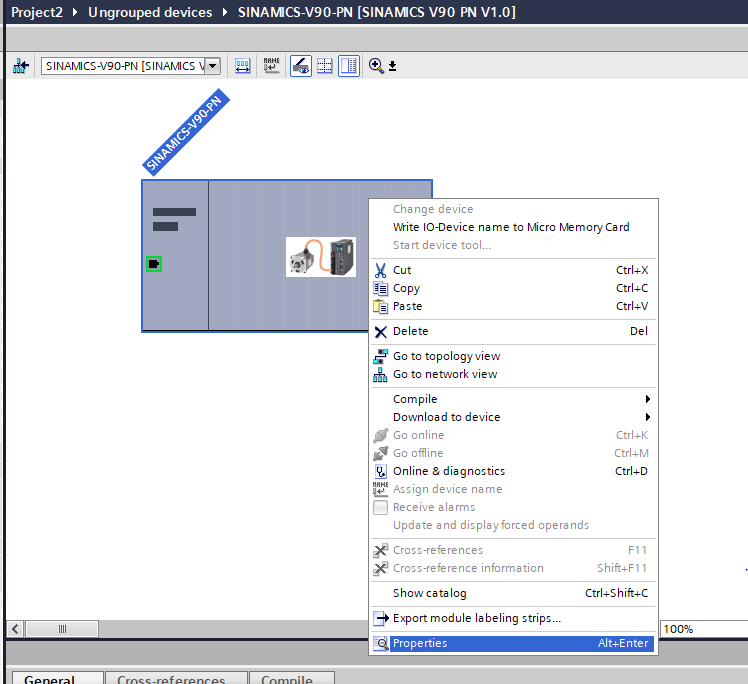 Project2 ▸ Ungrouped devices ▸ SINAMICS-V90-PN [SINAMICS V90 PN V1.0]
SINAMICS-V90-PN [SINAMICS V
NAME
SINAMICS-V90-PN
Change device
Write IO-Device name to Micro Memory Card
Start device tool...
Cut Ctrl+X
Copy Ctrl+C
Paste Ctrl+V
Delete Del
Go to topology view
Go to network view
Compile
Download to device
Go online Ctrl+K
Go offline Ctrl+M
Online & diagnostics Ctrl+D
NAME Assign device name
Receive alarms
Update and display forced operands
Cross-references F11
Cross-reference information Shift+F11
Show catalog Ctrl+Shift+C
Export module labeling strips...
100%
Properties Alt+Enter
General Cross-references Compile